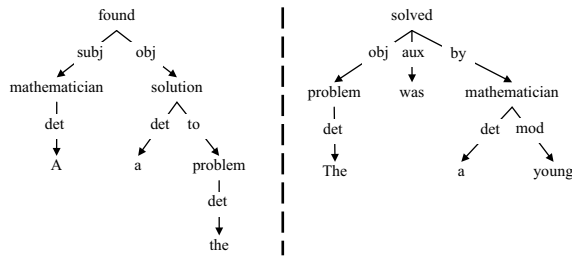 found
subj obj
mathematician solution
det det to
A a problem
det
the
solved
obj aux by
problem was mathematician
det det mod
The a young